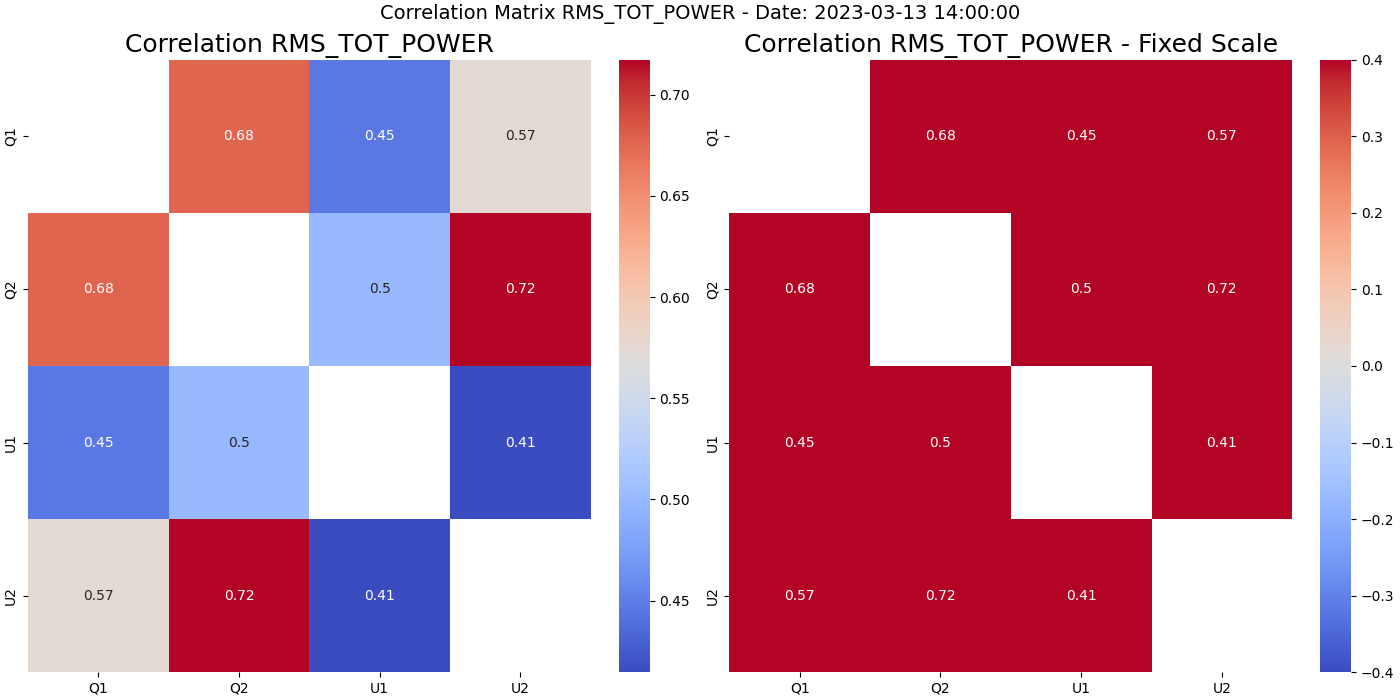 Correlation Matrix RMS_TOT_POWER - Date: 2023-03-13 14:00:00
Correlation RMS_TOT_POWER
Q1
0.68
0.45
0.57
Q2
0.68
0.5
0.72
U1
0.45
0.5
0.41
U2
0.57
0.72
0.41
Q1
Q2
U1
U2
0.70
0.65
0.60
0.55
0.50
0.45
Correlation RMS_TOT_POWER - Fixed Scale
Q1
0.68
0.45
0.57
Q2
0.68
0.5
0.72
U1
0.45
0.5
0.41
U2
0.57
0.72
0.41
Q1
Q2
U1
U2
0.4
0.3
0.2
0.1
0.0
−0.1
−0.2
−0.3
−0.4